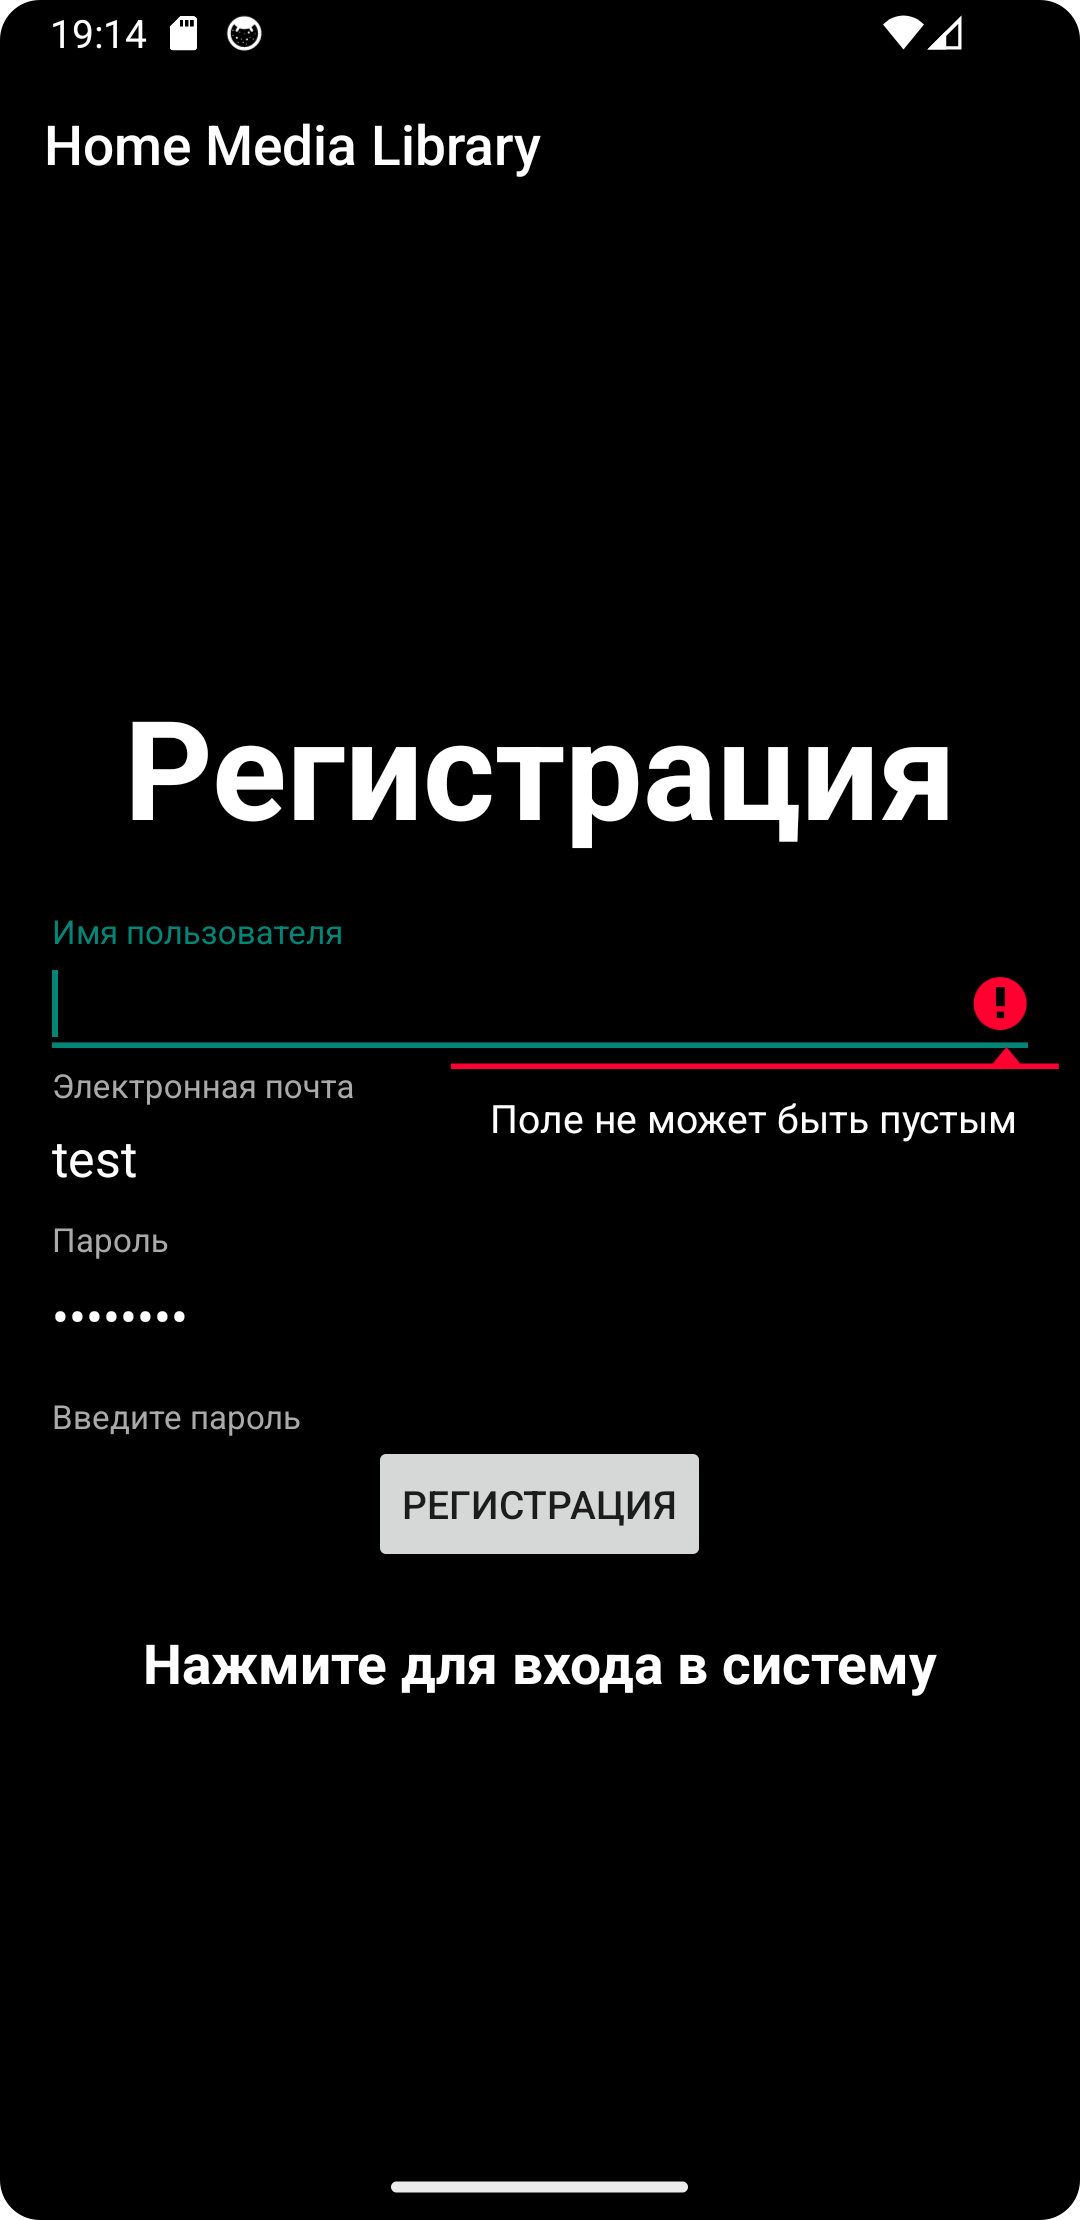 19:14
Home Media Library
Регистрация
Имя пользователя
Электронная почта
Поле не может быть пустым
test
Пароль
••••••••
Введите пароль
РЕГИСТРАЦИЯ
Нажмите для входа в систему